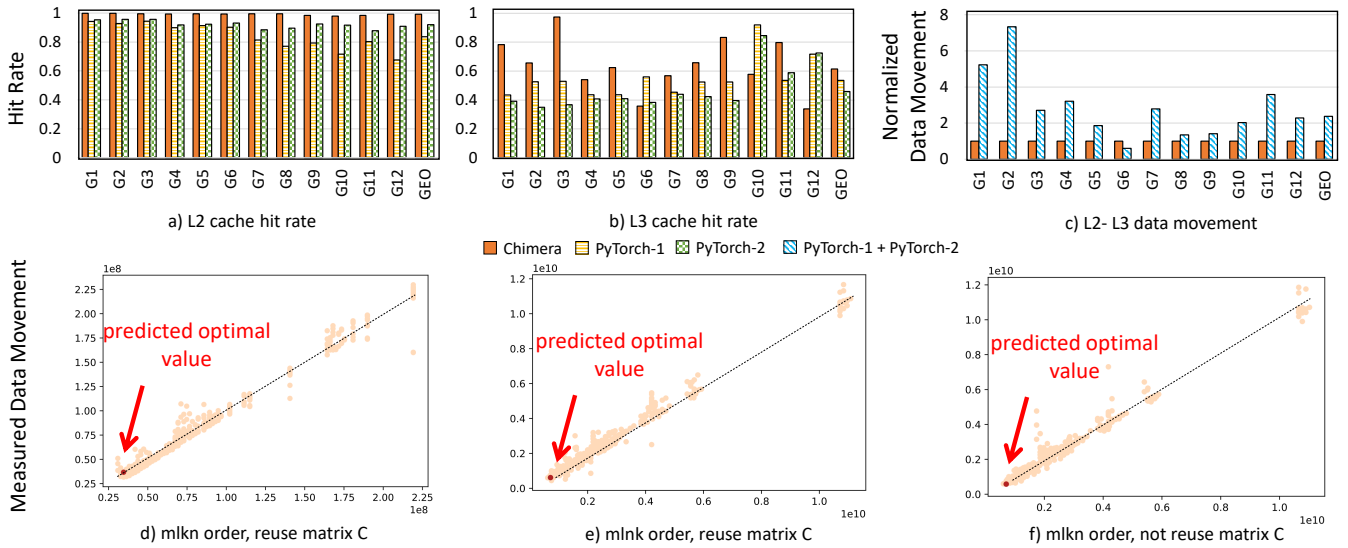 Hit Rate
1
0.8
0.6
0.4
0.2
0
G1 G2 G3 G4 G5 G6 G7 G8 G9 G10 G11 G12 GEO
a) L2 cache hit rate
1
0.8
0.6
0.4
0.2
0
G1 G2 G3 G4 G5 G6 G7 G8 G9 G10 G11 G12 GEO
b) L3 cache hit rate
Normalized
Data Movement
8
6
4
2
0
G1 G2 G3 G4 G5 G6 G7 G8 G9 G10 G11 G12 GEO
c) L2- L3 data movement
Chimera PyTorch-1 PyTorch-2 PyTorch-1 + PyTorch-2
Measured Data Movement
1e8
2.25
2.00
1.75
1.50
1.25
1.00
0.75
0.50
0.25
predicted optimal
value
0.25 0.50 0.75 1.00 1.25 1.50 1.75 2.00 2.25
1e8
d) mlkn order, reuse matrix C
1e10
1.2
1.0
0.8
0.6
0.4
0.2
0.0
predicted optimal
value
0.2 0.4 0.6 0.8 1.0
1e10
e) mlnk order, reuse matrix C
1e10
1.2
1.0
0.8
0.6
0.4
0.2
0.0
predicted optimal
value
0.2 0.4 0.6 0.8 1.0
1e10
f) mlkn order, not reuse matrix C